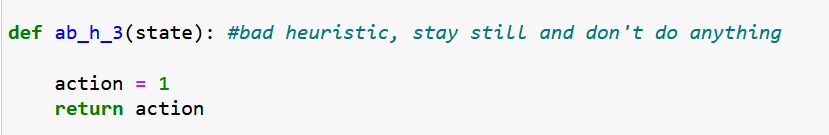 def ab_h_3(state): #bad heuristic, stay still and don't do anything
action = 1
return action